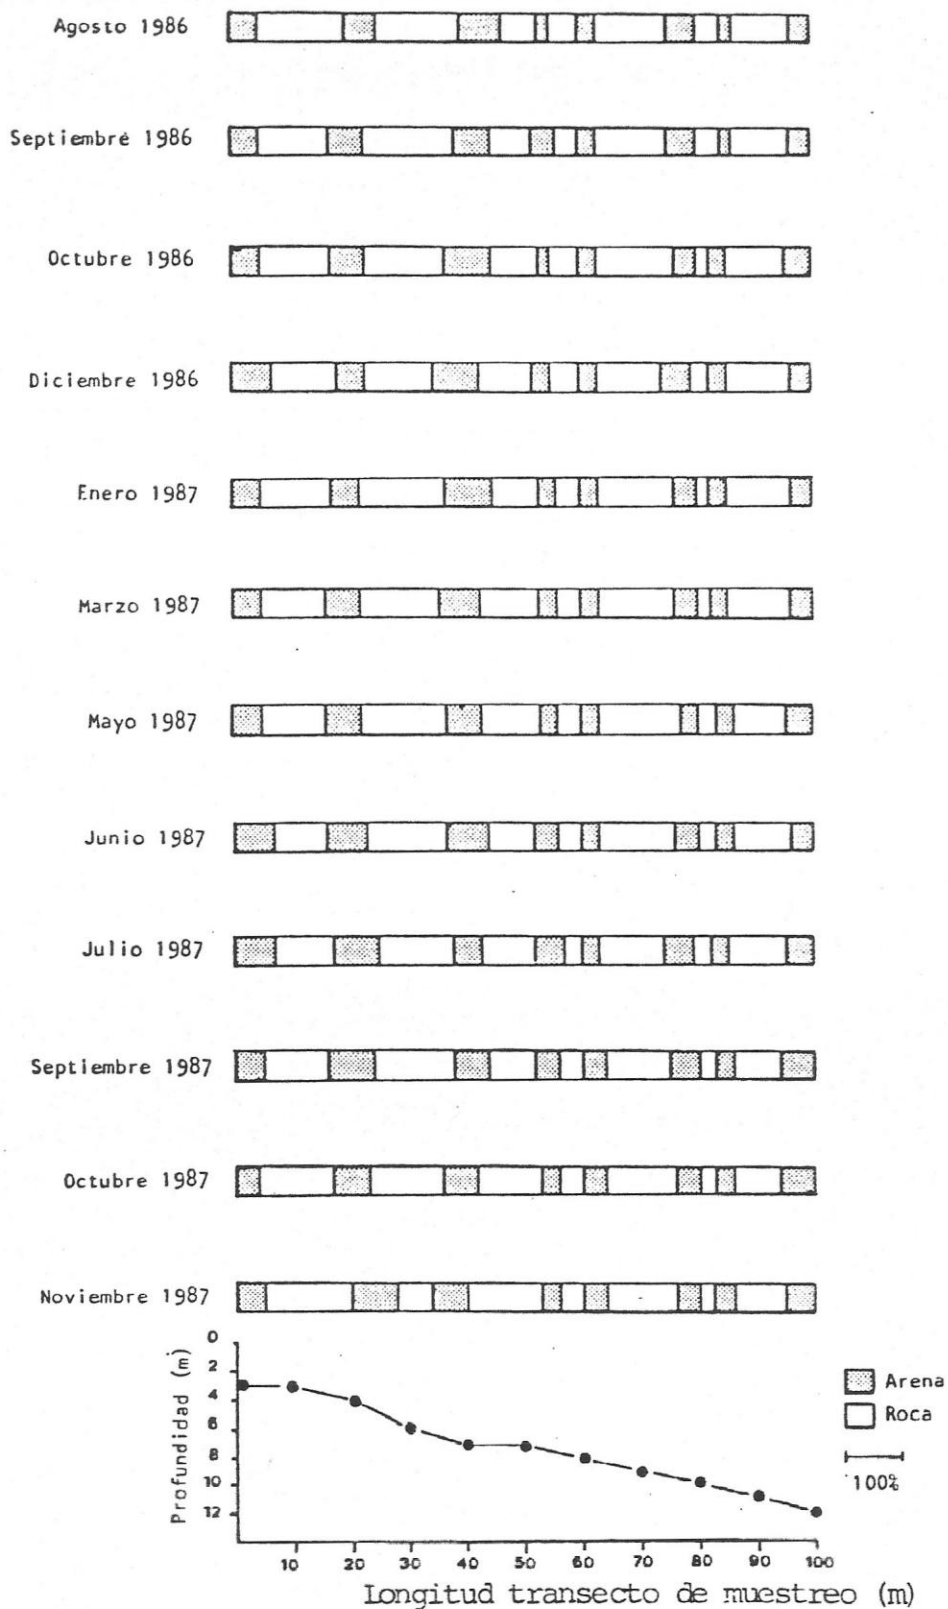 Agosto 1986
Septiembre 1986
Octubre 1986
Diciembre 1986
Enero 1987
Marzo 1987
Mayo 1987
Junio 1987
Julio 1987
Septiembre 1987
Octubre 1987
Noviembre 1987
0
2
4
6
8
10
12
Profundidad (m)
Arena
Roca
100%
10 20 30 40 50 60 70 80 90 100
Longitud transecto de muestreo (m)